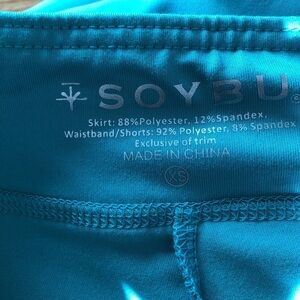 SOYBU
Skirt: 88%Polyester, 12%Spandex,
Waistband/Shorts: 92% Polyester, 8% Spandex
Exclusive of trim
MADE IN CHINA
XS